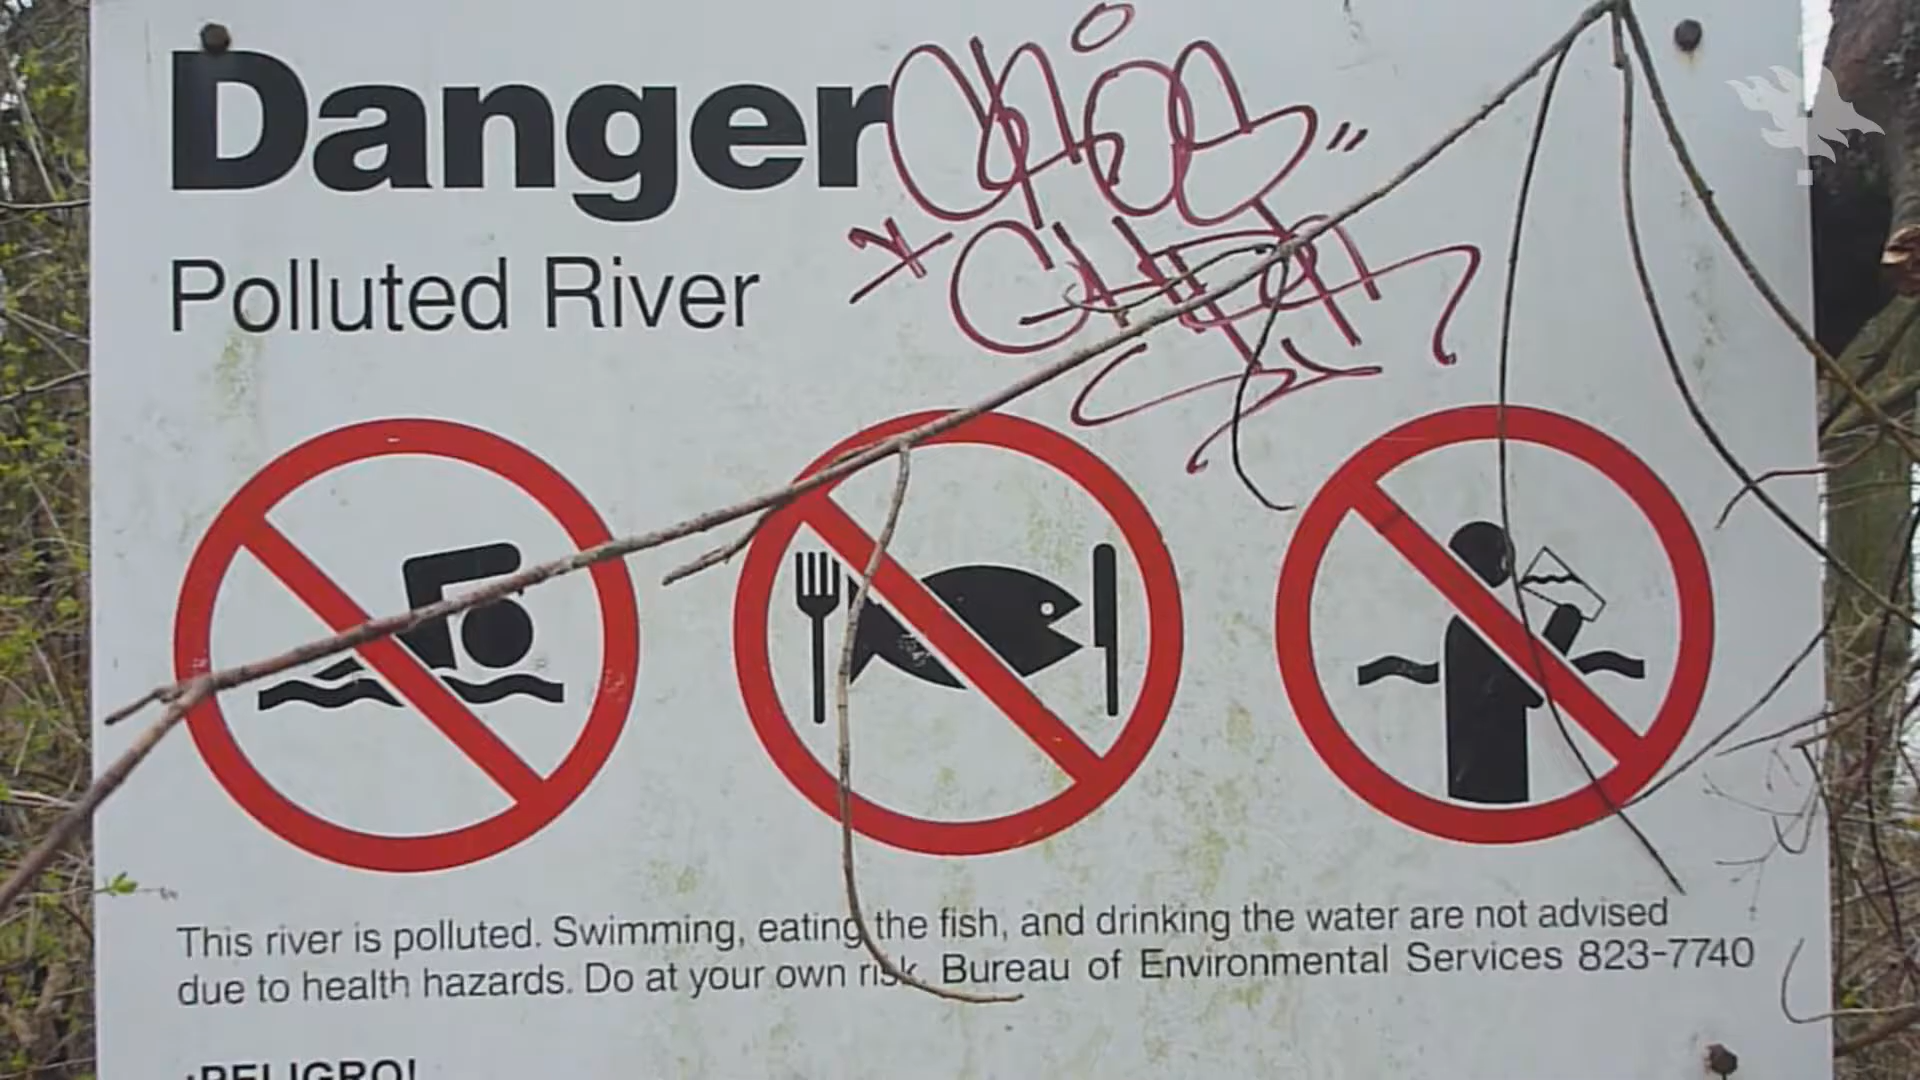 Danger
Polluted River
This river is polluted. Swimming, eating the fish, and drinking the water are not advised
due to health hazards. Do at your own risk. Bureau of Environmental Services 823-7740
¡PELIGRO!